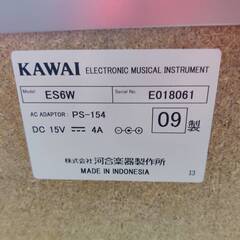 KAWAI ELECTRONIC MUSICAL INSTRUMENT
Model ES6W Serial No. E018061
AC ADAPTOR: PS-154
DC 15V ⎓ 4A
09 製
株式会社 河合楽器製作所
MADE IN INDONESIA
13